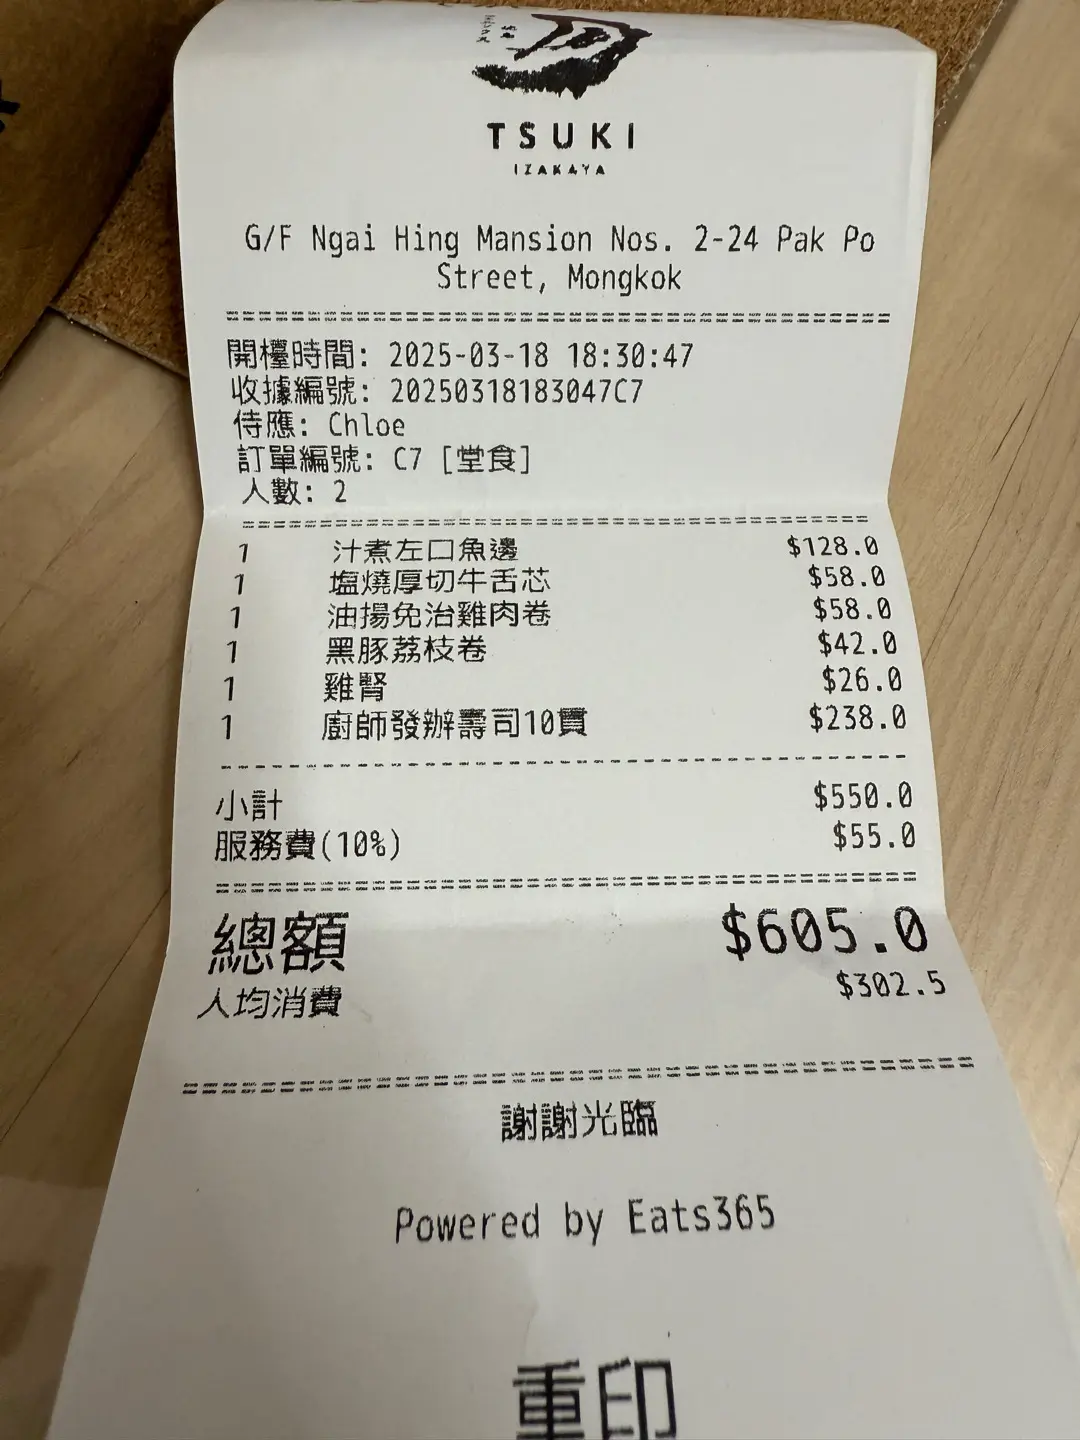 TSUKI
IZAKAYA
G/F Ngai Hing Mansion Nos. 2-24 Pak Po
Street, Mongkok
開檯時間: 2025-03-18 18:30:47
收據編號: 20250318183047C7
侍應: Chloe
訂單編號: C7 [堂食]
人數: 2
1 汁煮左口魚邊 $128.0
1 塩燒厚切牛舌芯 $58.0
1 油揚免治雞肉卷 $58.0
1 黑豚荔枝卷 $42.0
1 雞腎 $26.0
1 廚師發辦壽司10貫 $238.0
小計 $550.0
服務費(10%) $55.0
總額 $605.0
人均消費 $302.5
謝謝光臨
Powered by Eats365
重印